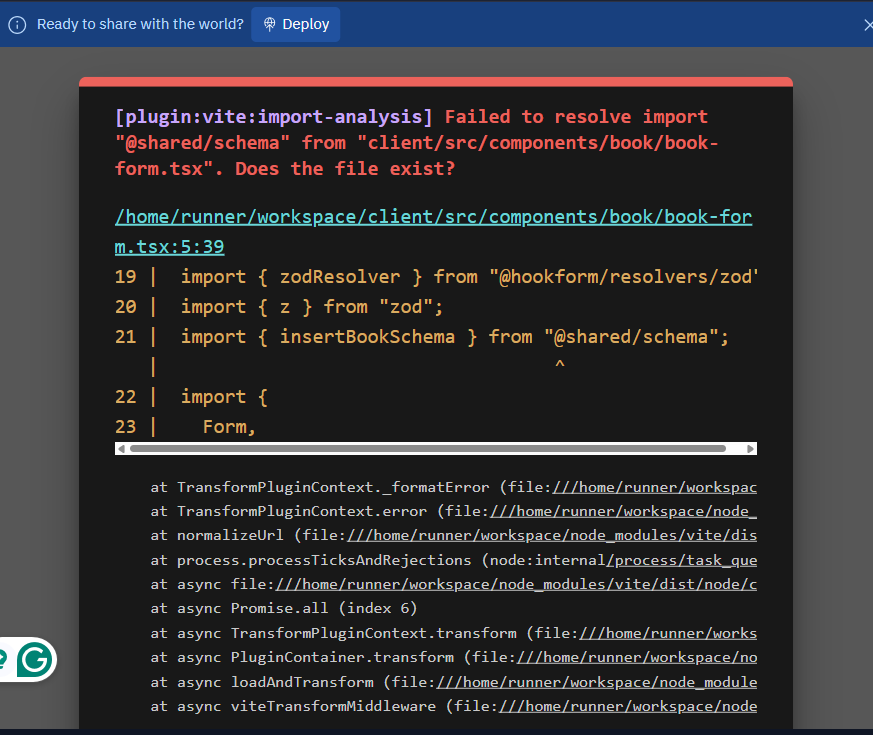 Ready to share with the world? Deploy
[plugin:vite:import-analysis] Failed to resolve import
"@shared/schema" from "client/src/components/book/book-
form.tsx". Does the file exist?
/home/runner/workspace/client/src/components/book/book-for
m.tsx:5:39
19 |  import { zodResolver } from "@hookform/resolvers/zod'
20 |  import { z } from "zod";
21 |  import { insertBookSchema } from "@shared/schema";
|                                    ^
22 |  import {
23 |    Form,
at TransformPluginContext._formatError (file:///home/runner/workspac
at TransformPluginContext.error (file:///home/runner/workspace/node_
at normalizeUrl (file:///home/runner/workspace/node_modules/vite/dis
at process.processTicksAndRejections (node:internal/process/task_que
at async file:///home/runner/workspace/node_modules/vite/dist/node/c
at async Promise.all (index 6)
at async TransformPluginContext.transform (file:///home/runner/works
at async PluginContainer.transform (file:///home/runner/workspace/no
at async loadAndTransform (file:///home/runner/workspace/node_module
at async viteTransformMiddleware (file:///home/runner/workspace/node